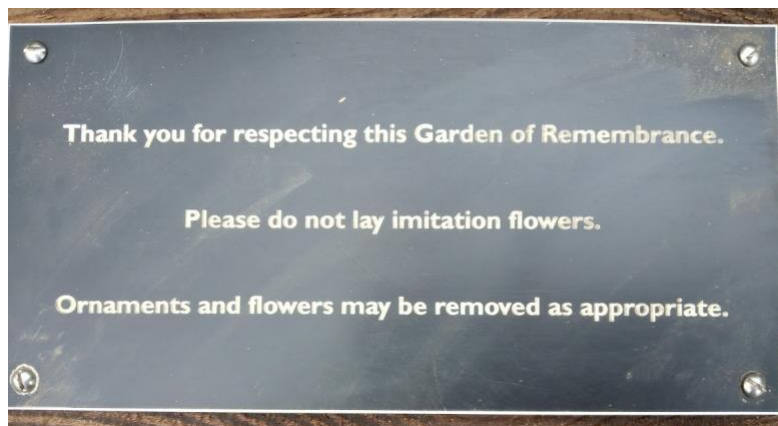 Thank you for respecting this Garden of Remembrance.
Please do not lay imitation flowers.
Ornaments and flowers may be removed as appropriate.